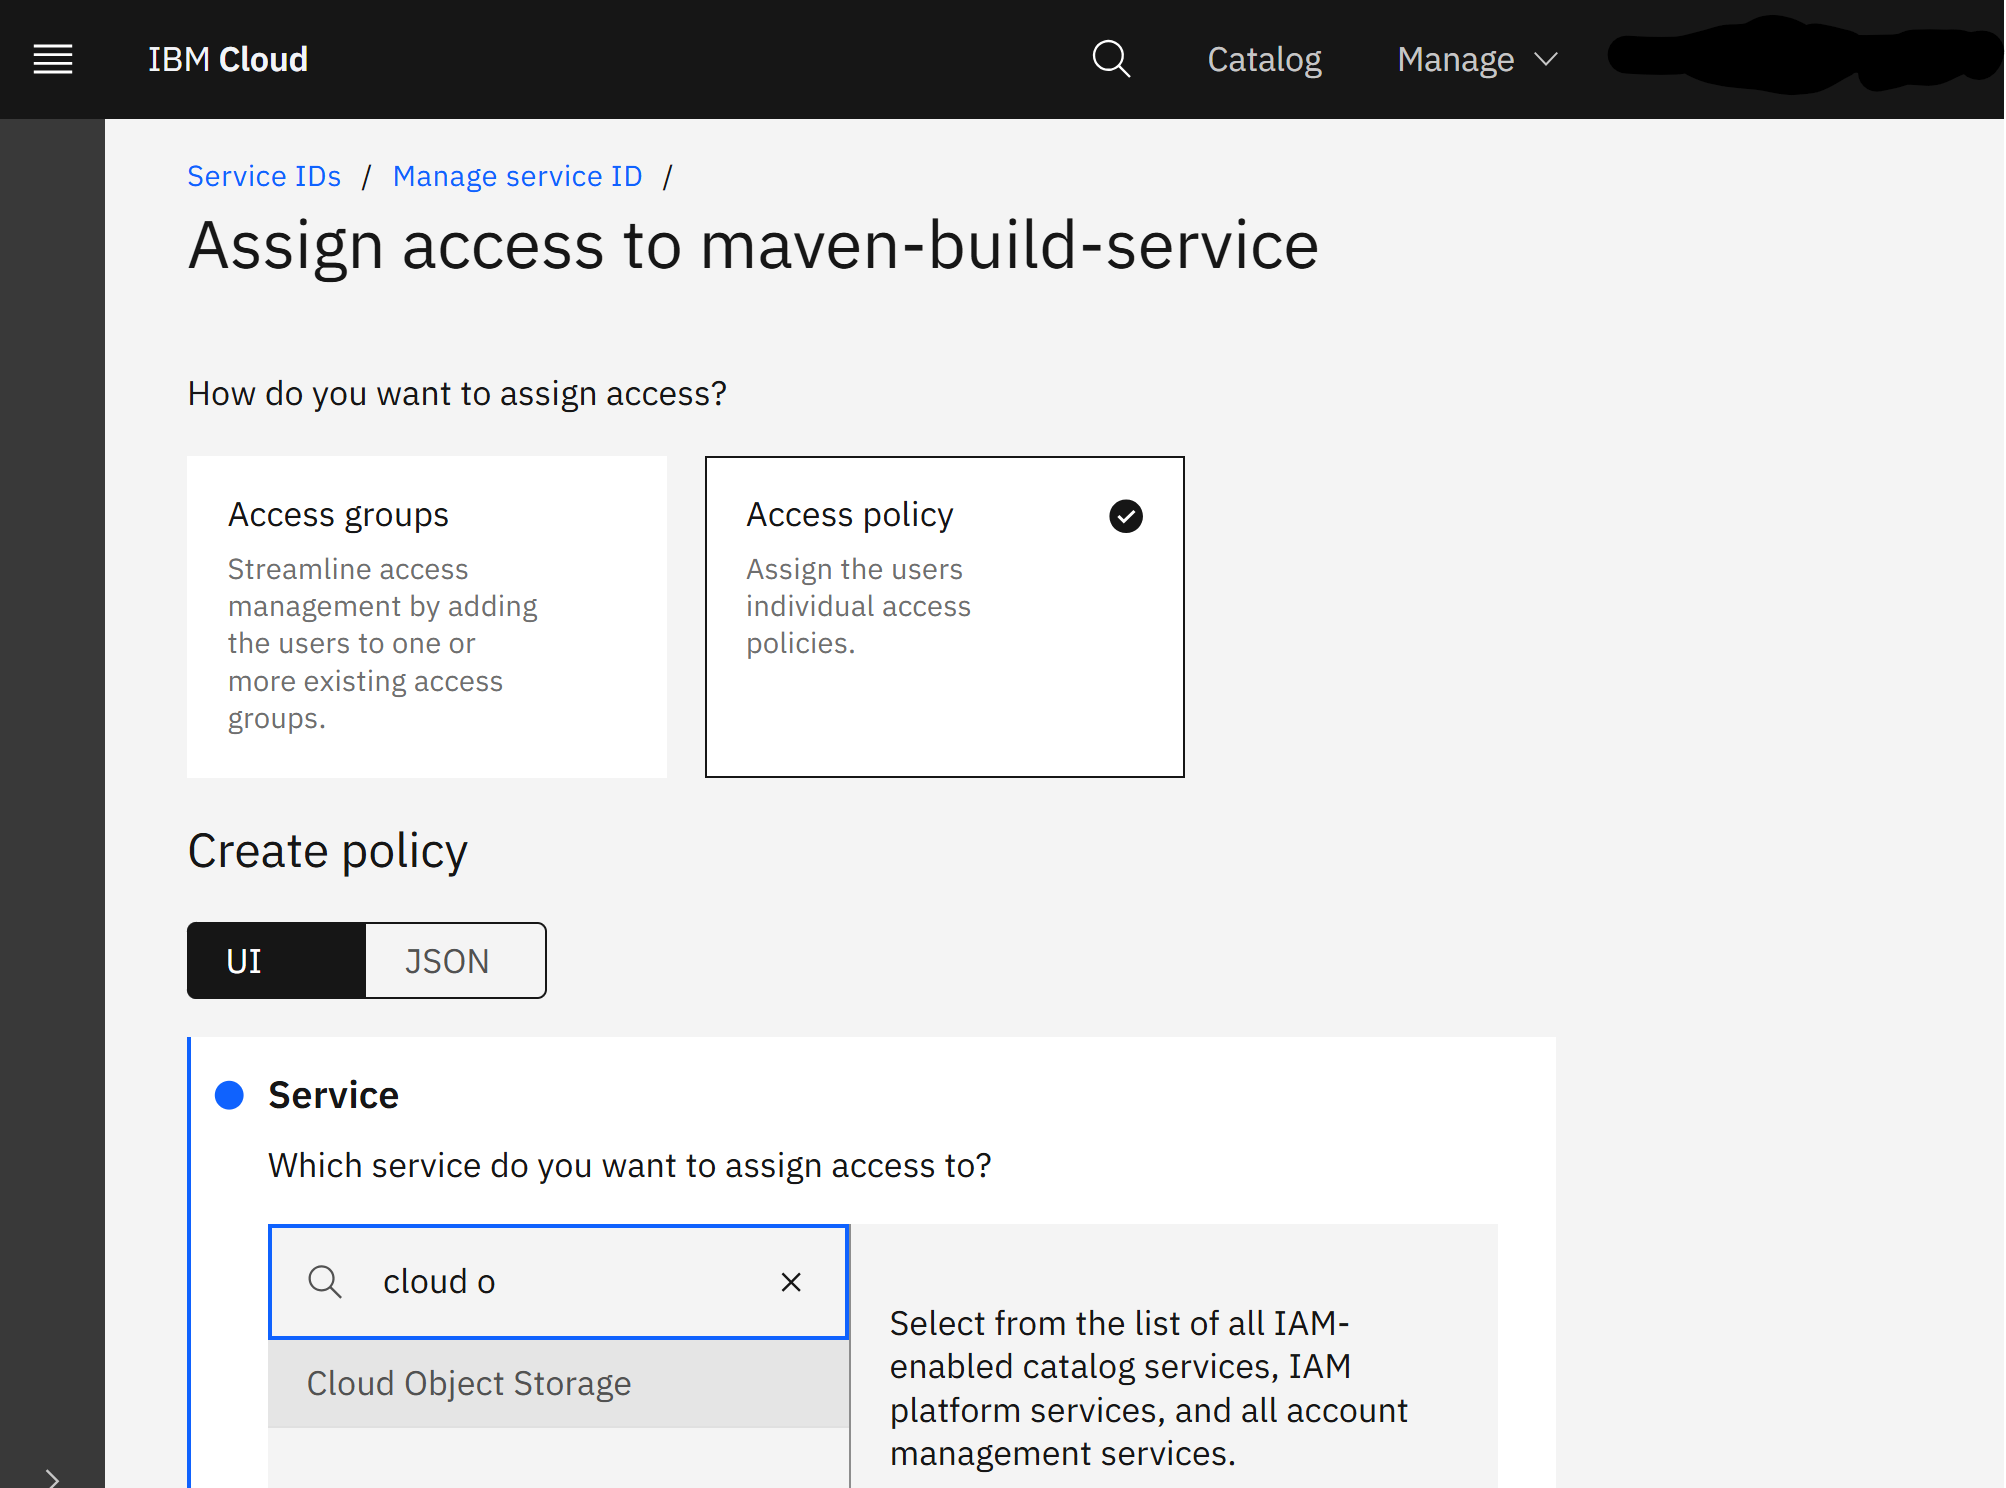 IBM Cloud
Catalog
Manage
Service IDs / Manage service ID /
Assign access to maven-build-service
How do you want to assign access?
Access groups
Streamline access
management by adding
the users to one or
more existing access
groups.
Access policy
Assign the users
individual access
policies.
Create policy
UI
JSON
Service
Which service do you want to assign access to?
cloud o
Cloud Object Storage
Select from the list of all IAM-
enabled catalog services, IAM
platform services, and all account
management services.